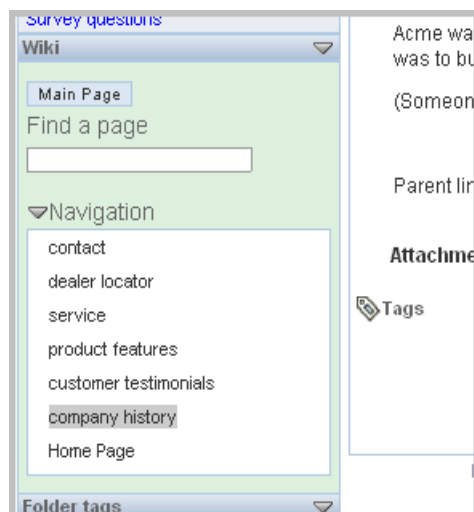 Survey questions
Wiki
Main Page
Find a page
Navigation
contact
dealer locator
service
product features
customer testimonials
company history
Home Page
Folder tags
Acme wa
was to bu
(Someon
Parent lin
Attachme
Tags